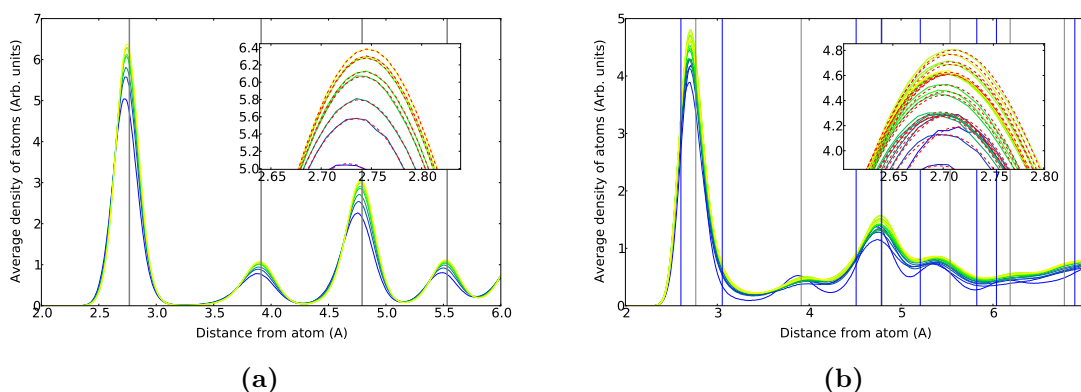 Average density of atoms (Arb. units)
7
6
5
4
3
2
1
0
2.0 2.5 3.0 3.5 4.0 4.5 5.0 5.5 6.0
Distance from atom (A)
6.4
6.2
6.0
5.8
5.6
5.4
5.2
5.0
2.65 2.70 2.75 2.80
(a)
Average density of atoms (Arb. units)
5
4
3
2
1
0
2 3 4 5 6
Distance from atom (A)
4.8
4.6
4.4
4.2
4.0
2.65 2.70 2.75 2.80
(b)